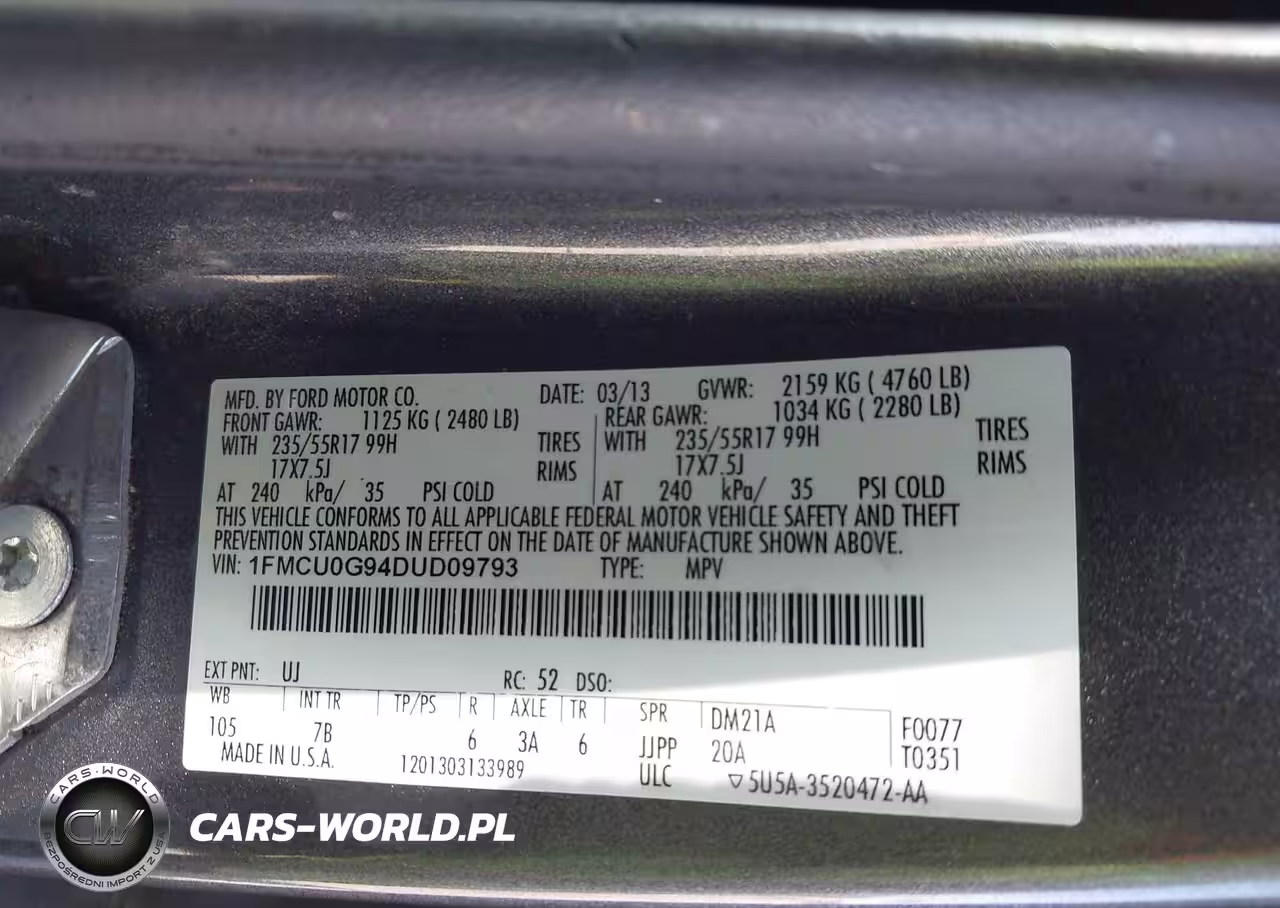 MFD. BY FORD MOTOR CO. DATE: 03/13 GVWR: 2159 KG ( 4760 LB)
FRONT GAWR: 1125 KG ( 2480 LB) REAR GAWR: 1034 KG ( 2280 LB)
WITH 235/55R17 99H TIRES WITH 235/55R17 99H TIRES
17X7.5J RIMS 17X7.5J RIMS
AT 240 kPa/ 35 PSI COLD AT 240 kPa/ 35 PSI COLD
THIS VEHICLE CONFORMS TO ALL APPLICABLE FEDERAL MOTOR VEHICLE SAFETY AND THEFT
PREVENTION STANDARDS IN EFFECT ON THE DATE OF MANUFACTURE SHOWN ABOVE.
VIN: 1FMCU0G94DUD09793 TYPE: MPV
EXT PNT: UJ RC: 52 DSO:
WB INT TR TP/PS R AXLE TR SPR DM21A F0077
105 7B 6 3A 6 JJPP 20A T0351
MADE IN U.S.A. 1201303133989 ULC ▽5U5A-3520472-AA
CARS-WORLD
CW
BEZPOŚREDNI IMPORT Z USA
CARS-WORLD.PL